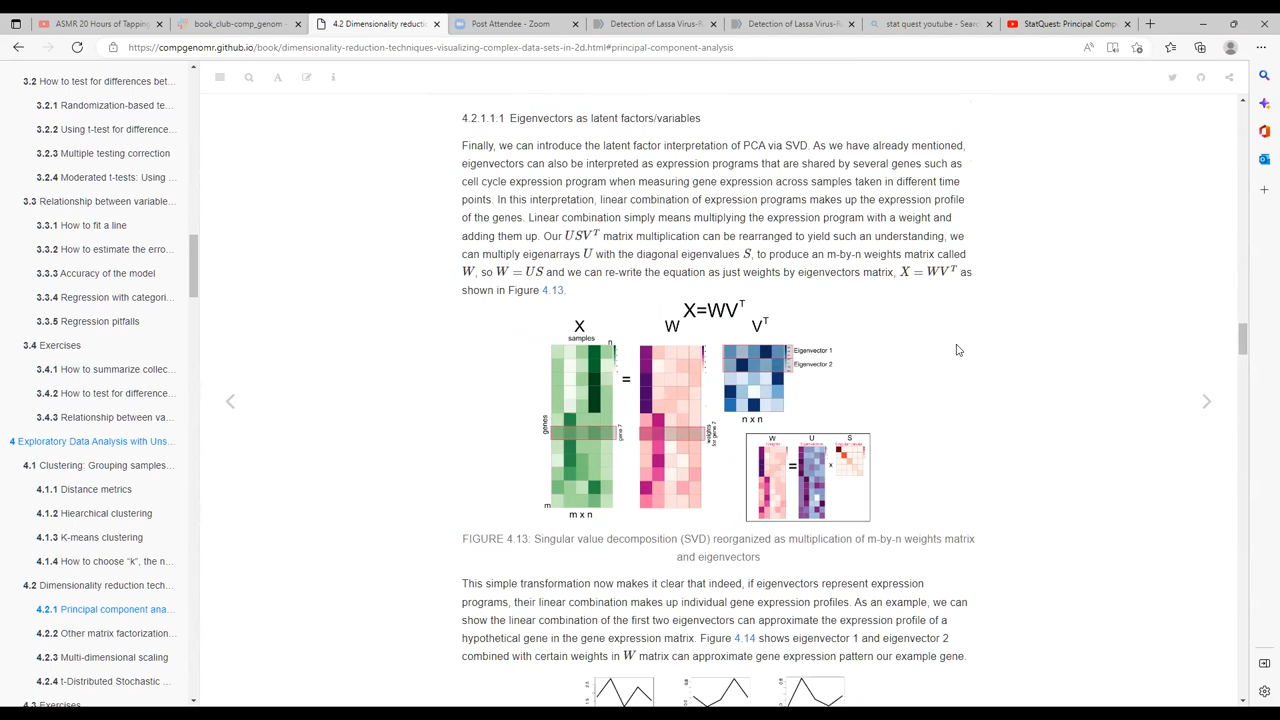 ASMR 20 Hours of Tapping
book_club-comp_genom
4.2 Dimensionality reducti
Post Attendee - Zoom
Detection of Lassa Virus-R
Detection of Lassa Virus-R
stat quest youtube - Sear
StatQuest: Principal Comp
https://compgenomr.github.io/book/dimensionality-reduction-techniques-visualizing-complex-data-sets-in-2d.html#principal-component-analysis
3.2 How to test for differences bet...
3.2.1 Randomization-based te...
3.2.2 Using t-test for difference...
3.2.3 Multiple testing correction
3.2.4 Moderated t-tests: Using ...
3.3 Relationship between variable...
3.3.1 How to fit a line
3.3.2 How to estimate the erro...
3.3.3 Accuracy of the model
3.3.4 Regression with categori...
3.3.5 Regression pitfalls
3.4 Exercises
3.4.1 How to summarize collec...
3.4.2 How to test for differenc...
3.4.3 Relationship between va...
4 Exploratory Data Analysis with Uns...
4.1 Clustering: Grouping samples...
4.1.1 Distance metrics
4.1.2 Hiearchical clustering
4.1.3 K-means clustering
4.1.4 How to choose “k”, the n...
4.2 Dimensionality reduction tech...
4.2.1 Principal component ana...
4.2.2 Other matrix factorization...
4.2.3 Multi-dimensional scaling
4.2.4 t-Distributed Stochastic ...
4.3 Exercises
4.2.1.1.1 Eigenvectors as latent factors/variables
Finally, we can introduce the latent factor interpretation of PCA via SVD. As we have already mentioned,
eigenvectors can also be interpreted as expression programs that are shared by several genes such as
cell cycle expression program when measuring gene expression across samples taken in different time
points. In this interpretation, linear combination of expression programs makes up the expression profile
of the genes. Linear combination simply means multiplying the expression program with a weight and
adding them up. Our USV^T matrix multiplication can be rearranged to yield such an understanding, we
can multiply eigenarrays U with the diagonal eigenvalues S, to produce an m-by-n weights matrix called
W, so W = US and we can re-write the equation as just weights by eigenvectors matrix, X = WV^T as
shown in Figure 4.13.
X=WV^T
X
W
V^T
samples
n
genes
m
gene 7
=
weights for gene 7
Eigenvector 1
Eigenvector 2
n x n
m x n
W
U
S
=
x
FIGURE 4.13: Singular value decomposition (SVD) reorganized as multiplication of m-by-n weights matrix
and eigenvectors
This simple transformation now makes it clear that indeed, if eigenvectors represent expression
programs, their linear combination makes up individual gene expression profiles. As an example, we can
show the linear combination of the first two eigenvectors can approximate the expression profile of a
hypothetical gene in the gene expression matrix. Figure 4.14 shows eigenvector 1 and eigenvector 2
combined with certain weights in W matrix can approximate gene expression pattern our example gene.